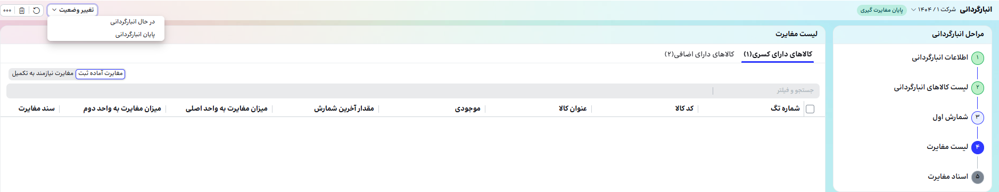 انبارگردانی
شرکت ۱ / ۱۴۰۴
پایان مغایرت گیری
تغییر وضعیت
در حال انبارگردانی
پایان انبارگردانی
مراحل انبارگردانی
۱ اطلاعات انبارگردانی
۲ لیست کالاهای انبارگردانی
۳ شمارش اول
۴ لیست مغایرت
۵ اسناد مغایرت
لیست مغایرت
کالاهای دارای کسری(۱) کالاهای دارای اضافی(۲)
مغایرت آماده ثبت مغایرت نیازمند به تکمیل
جستجو و فیلتر
شماره تگ کد کالا عنوان کالا موجودی مقدار آخرین شمارش میزان مغایرت به واحد اصلی میزان مغایرت به واحد دوم سند مغایرت